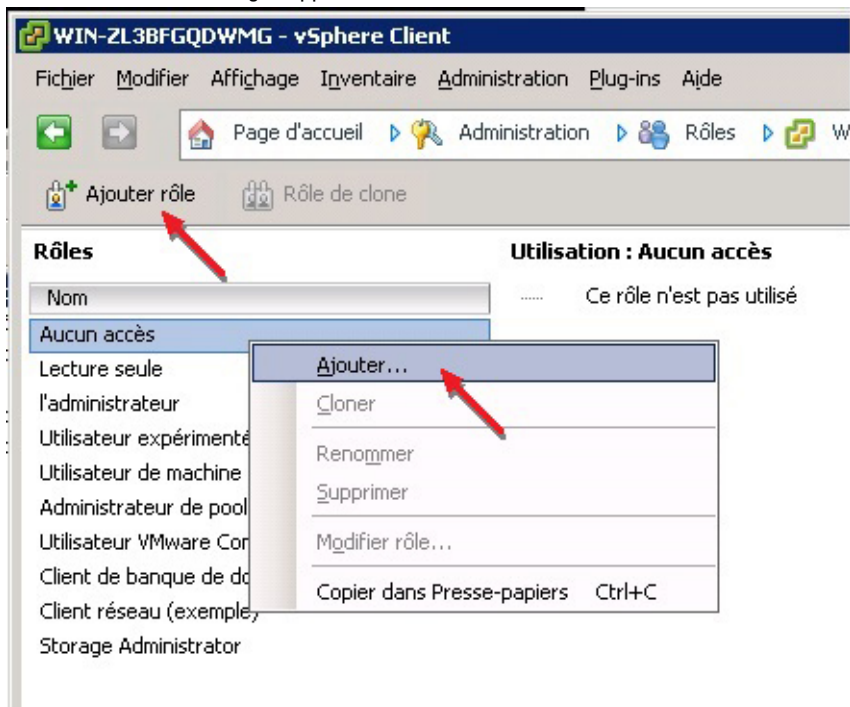 WIN-ZL3BFGQDWMG - vSphere Client
Fichier Modifier Affichage Inventaire Administration Plug-ins Aide
Page d'accueil Administration Rôles W
Ajouter rôle Rôle de clone
Rôles Utilisation : Aucun accès
Nom Ce rôle n'est pas utilisé
Aucun accès
Lecture seule Ajouter...
l'administrateur Cloner
Utilisateur expérimenté
Renommer
Utilisateur de machine
Supprimer
Administrateur de pool
Utilisateur VMware Con Modifier rôle...
Client de banque de do
Copier dans Presse-papiers Ctrl+C
Client réseau (exemple)
Storage Administrator